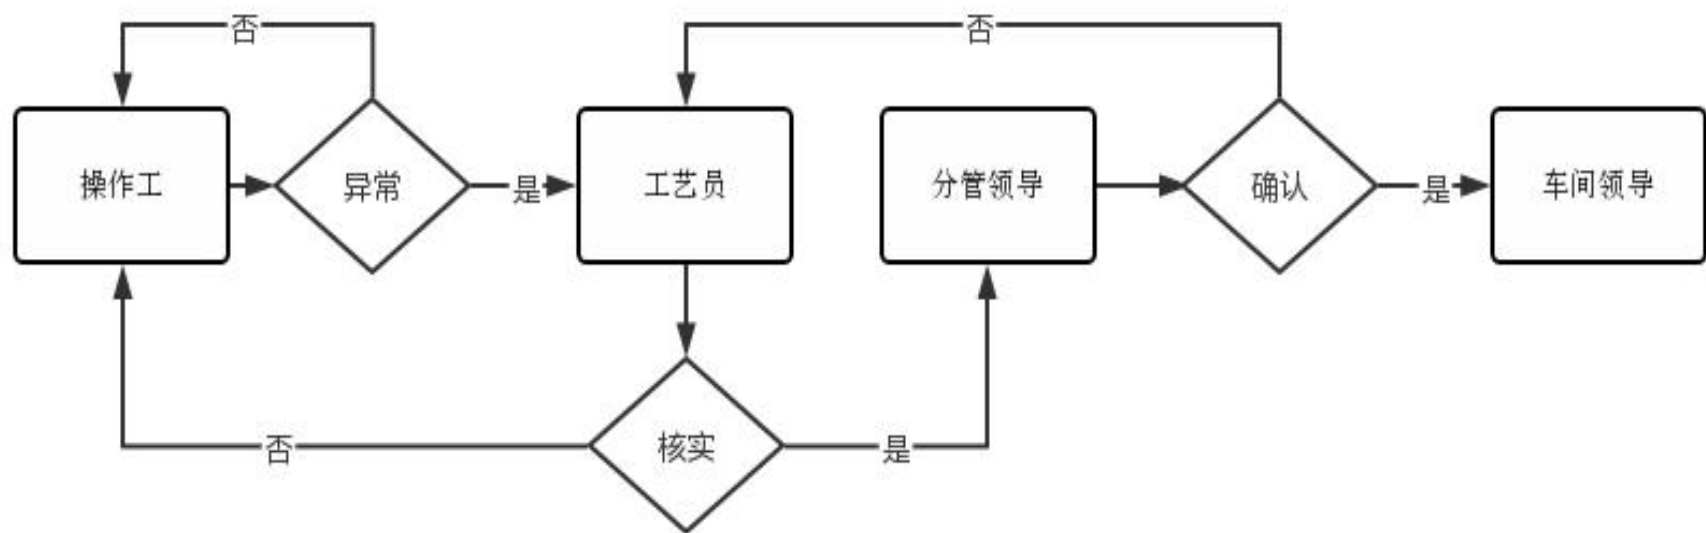 否
否
操作工
异常
是
工艺员
分管领导
确认
是
车间领导
否
核实
是